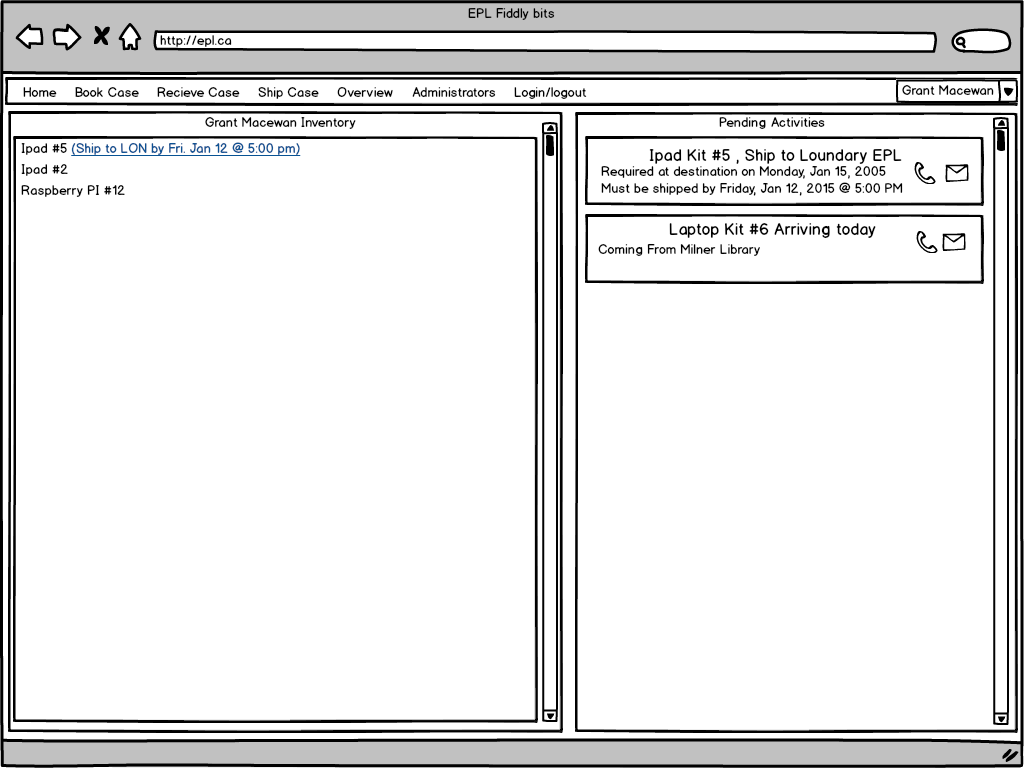 EPL Fiddly bits
http://epl.ca
Home Book Case Recieve Case Ship Case Overview Administrators Login/logout Grant Macewan
Grant Macewan Inventory
Ipad #5 (Ship to LON by Fri. Jan 12 @ 5:00 pm)
Ipad #2
Raspberry PI #12
Pending Activities
Ipad Kit #5 , Ship to Loundary EPL
Required at destination on Monday, Jan 15, 2005
Must be shipped by Friday, Jan 12, 2015 @ 5:00 PM
Laptop Kit #6 Arriving today
Coming From Milner Library